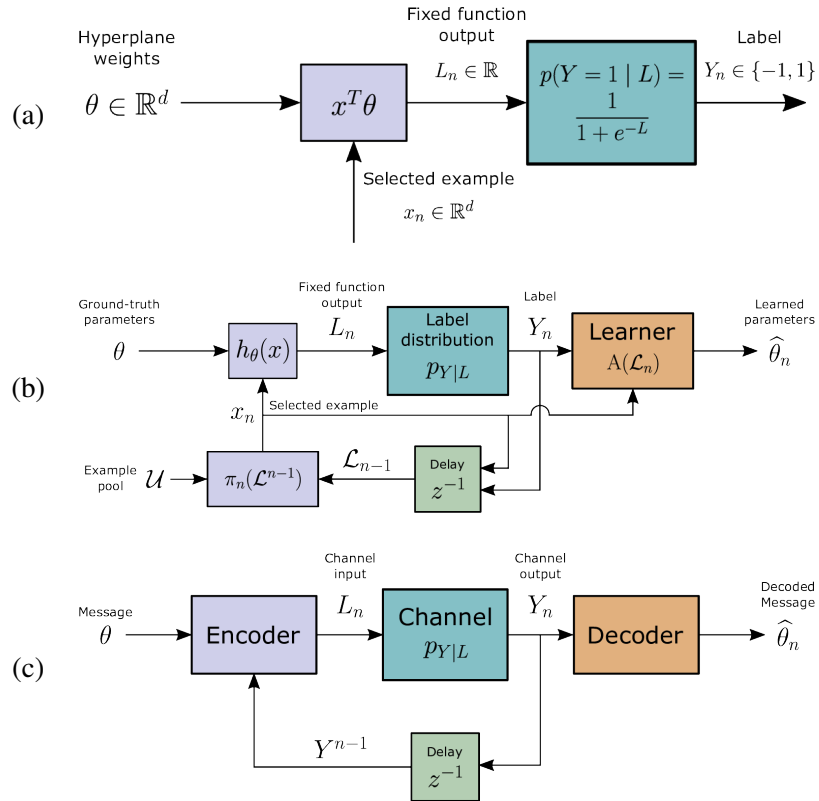 (a)
Hyperplane
weights
θ ∈ ℝ^d
x^T θ
Fixed function
output
L_n ∈ ℝ
p(Y = 1 | L) =
1
1 + e^{-L}
Label
Y_n ∈ {−1, 1}
Selected example
x_n ∈ ℝ^d
(b)
Ground-truth
parameters
θ
h_θ(x)
Fixed function
output
L_n
Label
distribution
p_{Y|L}
Label
Y_n
Learner
A(𝓛_n)
Learned
parameters
θ̂_n
x_n
Selected example
Example
pool
𝒰
π_n(𝓛^{n−1})
𝓛_{n−1}
Delay
z^{−1}
(c)
Message
θ
Encoder
Channel
input
L_n
Channel
p_{Y|L}
Channel
output
Y_n
Decoder
Decoded
Message
θ̂_n
Y^{n−1}
Delay
z^{−1}